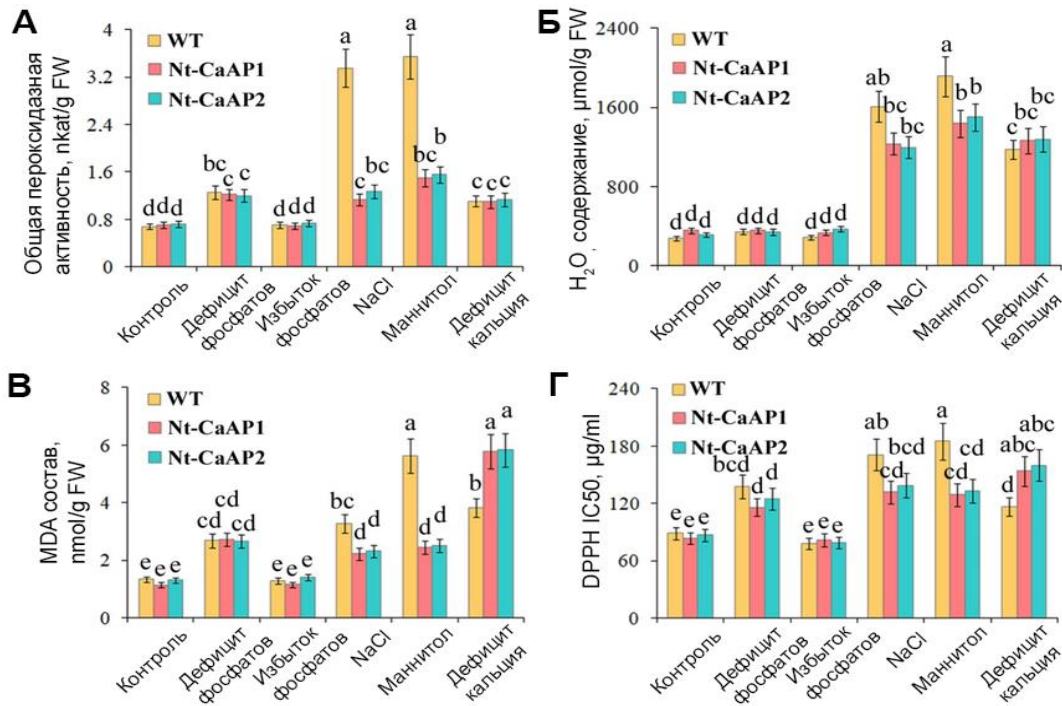 А
Общая пероксидазная
активность, nkat/g FW
4
3.2
2.4
1.6
0.8
0
WT
Nt-CaAP1
Nt-CaAP2
d d d
bc c c
d d d
a c bc
a bc b
c c c
Контроль
Дефицит
фосфатов
Избыток
фосфатов
NaCl
Маннитол
Дефицит
кальция
Б
H2O, содержание, µmol/g FW
2400
1600
800
0
WT
Nt-CaAP1
Nt-CaAP2
d d d
d d d
d d d
ab bc bc
a b b
c bc bc
Контроль
Дефицит
фосфатов
Избыток
фосфатов
NaCl
Маннитол
Дефицит
кальция
В
MDA состав,
nmol/g FW
8
6
4
2
0
WT
Nt-CaAP1
Nt-CaAP2
e e e
cd cd cd
e e e
bc d d
a d d
b a a
Контроль
Дефицит
фосфатов
Избыток
фосфатов
NaCl
Маннитол
Дефицит
кальция
Г
DPPH IC50, µg/ml
240
180
120
60
0
WT
Nt-CaAP1
Nt-CaAP2
e e e
bcd d d
e e e
ab cd bcd
a cd cd
d abc abc
Контроль
Дефицит
фосфатов
Избыток
фосфатов
NaCl
Маннитол
Дефицит
кальция